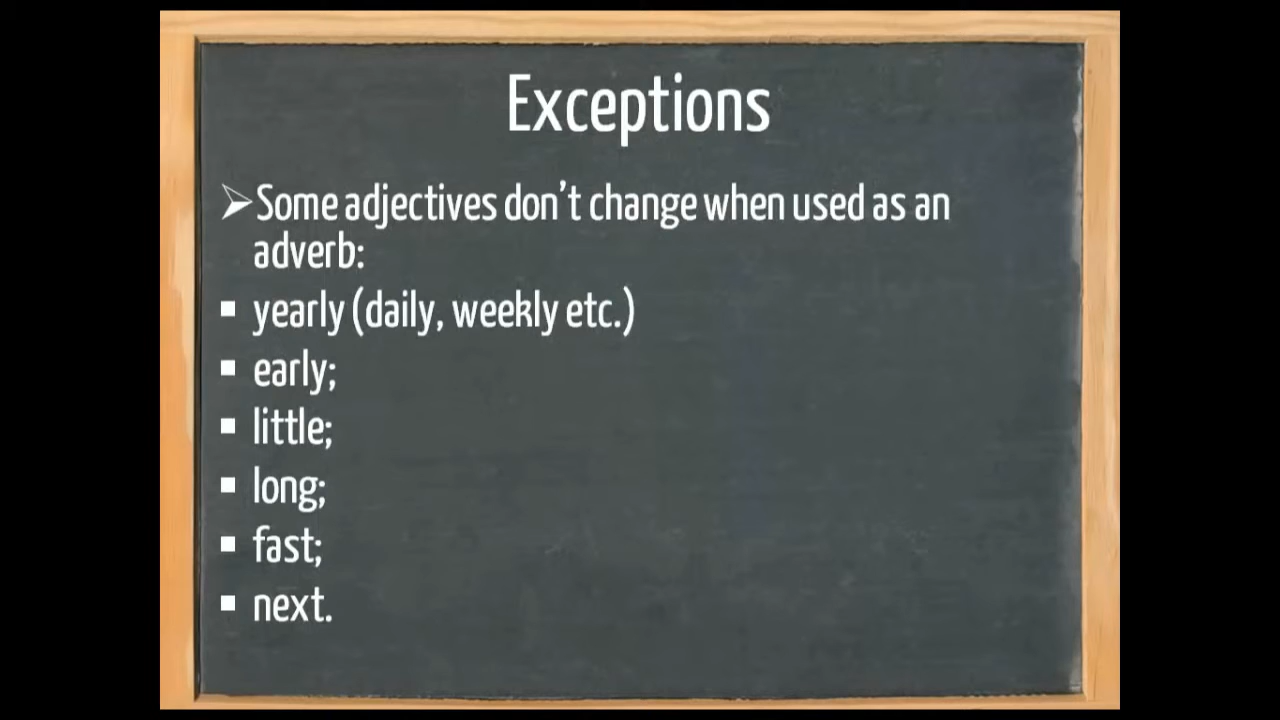 Exceptions
➢Some adjectives don’t change when used as an
adverb:
▪ yearly (daily, weekly etc.)
▪ early;
▪ little;
▪ long;
▪ fast;
▪ next.